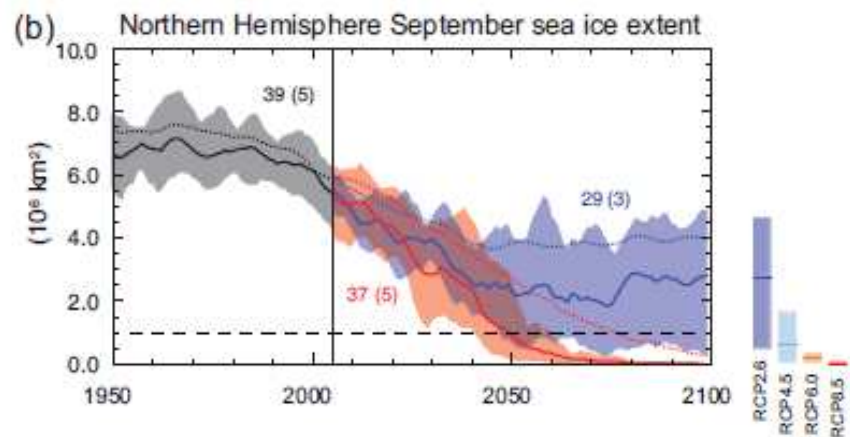 (b) Northern Hemisphere September sea ice extent
10.0
8.0
6.0
4.0
2.0
0.0
(10⁶ km²)
39 (5)
29 (3)
37 (5)
1950 2000 2050 2100
RCP2.6
RCP4.5
RCP6.0
RCP8.5